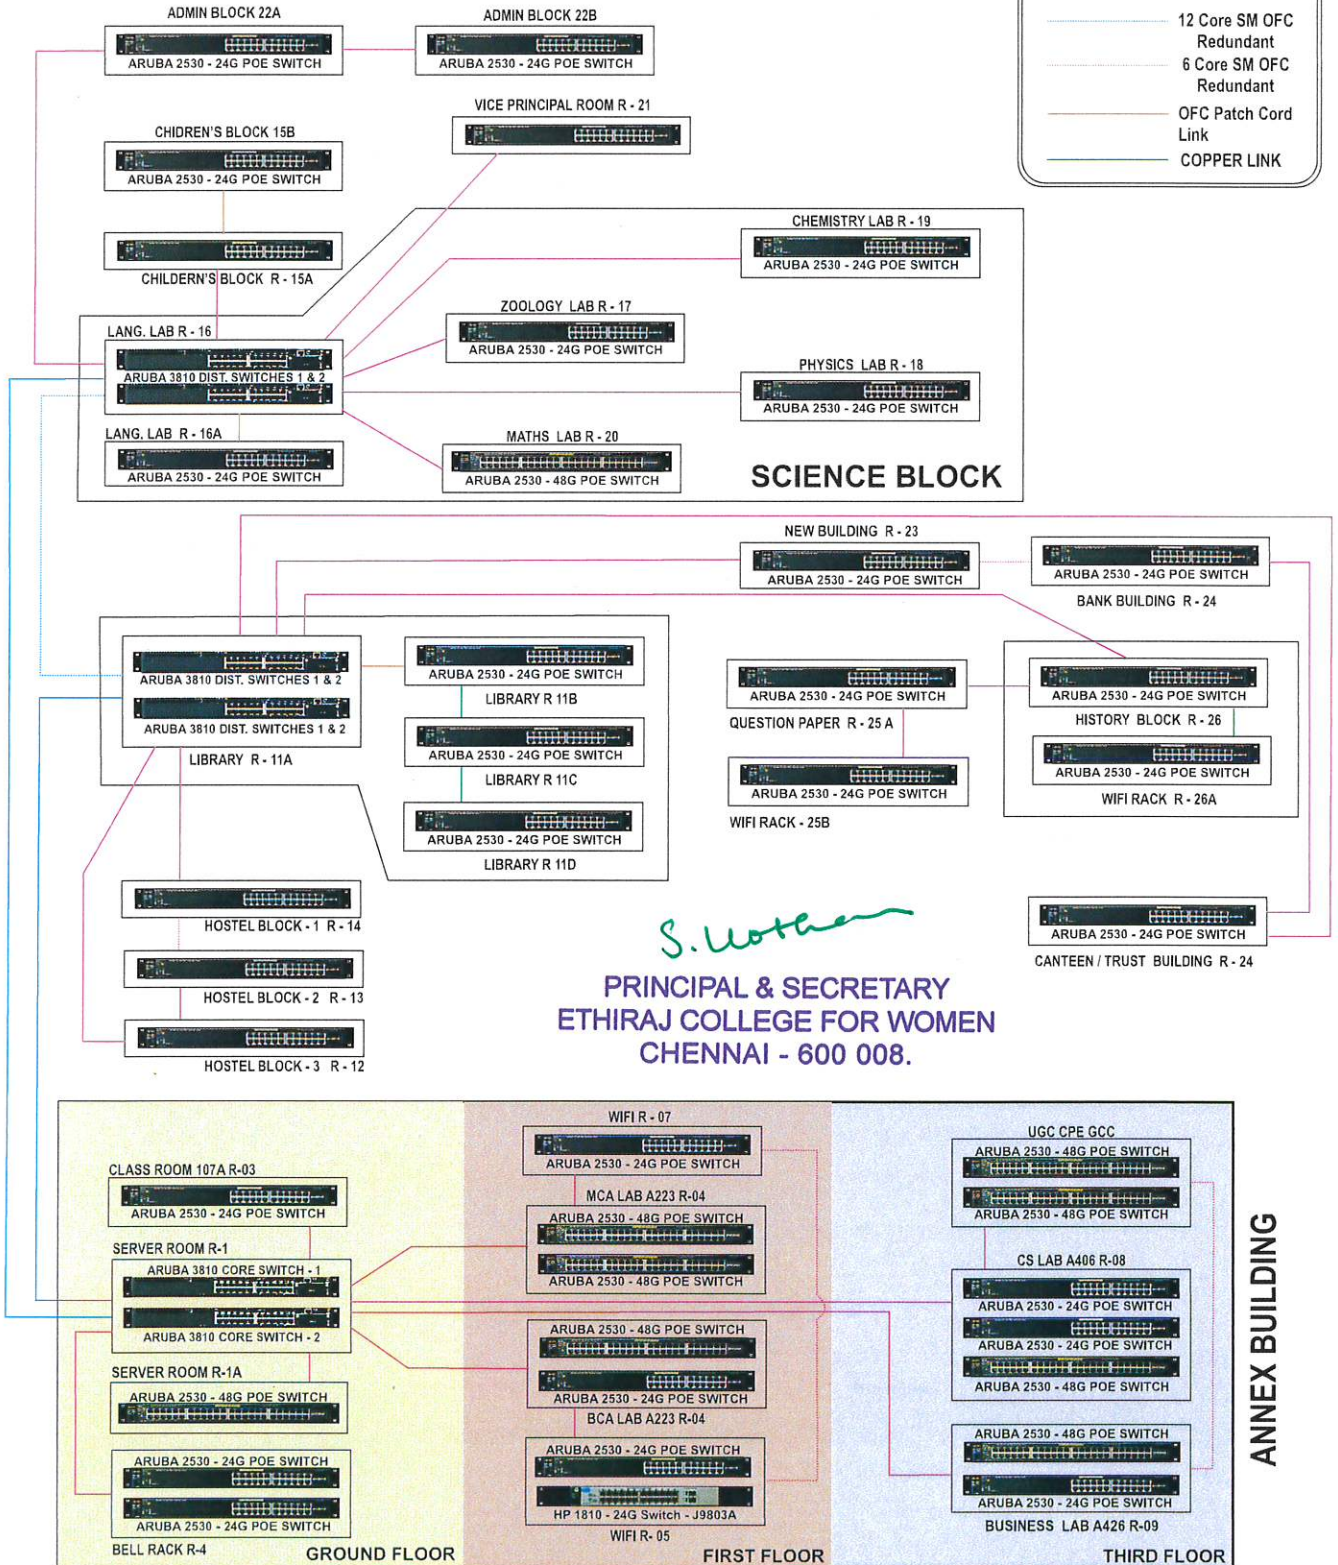 ADMIN BLOCK 22A
ARUBA 2530 - 24G POE SWITCH
ADMIN BLOCK 22B
ARUBA 2530 - 24G POE SWITCH
12 Core SM OFC
Redundant
6 Core SM OFC
Redundant
OFC Patch Cord
Link
COPPER LINK
VICE PRINCIPAL ROOM R - 21
CHIDREN'S BLOCK 15B
ARUBA 2530 - 24G POE SWITCH
CHILDERN'S BLOCK R - 15A
CHEMISTRY LAB R - 19
ARUBA 2530 - 24G POE SWITCH
ZOOLOGY LAB R - 17
ARUBA 2530 - 24G POE SWITCH
LANG. LAB R - 16
ARUBA 3810 DIST. SWITCHES 1 & 2
PHYSICS LAB R - 18
ARUBA 2530 - 24G POE SWITCH
LANG. LAB R - 16A
ARUBA 2530 - 24G POE SWITCH
MATHS LAB R - 20
ARUBA 2530 - 48G POE SWITCH
SCIENCE BLOCK
NEW BUILDING R - 23
ARUBA 2530 - 24G POE SWITCH
ARUBA 2530 - 24G POE SWITCH
BANK BUILDING R - 24
ARUBA 3810 DIST. SWITCHES 1 & 2
ARUBA 3810 DIST. SWITCHES 1 & 2
LIBRARY R - 11A
ARUBA 2530 - 24G POE SWITCH
LIBRARY R 11B
ARUBA 2530 - 24G POE SWITCH
LIBRARY R 11C
ARUBA 2530 - 24G POE SWITCH
LIBRARY R 11D
ARUBA 2530 - 24G POE SWITCH
QUESTION PAPER R - 25 A
ARUBA 2530 - 24G POE SWITCH
WIFI RACK - 25B
ARUBA 2530 - 24G POE SWITCH
HISTORY BLOCK R - 26
ARUBA 2530 - 24G POE SWITCH
WIFI RACK R - 26A
HOSTEL BLOCK - 1 R - 14
HOSTEL BLOCK - 2 R - 13
HOSTEL BLOCK - 3 R - 12
ARUBA 2530 - 24G POE SWITCH
CANTEEN / TRUST BUILDING R - 24
PRINCIPAL & SECRETARY
ETHIRAJ COLLEGE FOR WOMEN
CHENNAI - 600 008.
CLASS ROOM 107A R-03
ARUBA 2530 - 24G POE SWITCH
SERVER ROOM R-1
ARUBA 3810 CORE SWITCH - 1
ARUBA 3810 CORE SWITCH - 2
SERVER ROOM R-1A
ARUBA 2530 - 48G POE SWITCH
ARUBA 2530 - 24G POE SWITCH
ARUBA 2530 - 24G POE SWITCH
BELL RACK R-4
GROUND FLOOR
WIFI R - 07
ARUBA 2530 - 24G POE SWITCH
MCA LAB A223 R-04
ARUBA 2530 - 48G POE SWITCH
ARUBA 2530 - 48G POE SWITCH
ARUBA 2530 - 48G POE SWITCH
ARUBA 2530 - 24G POE SWITCH
BCA LAB A223 R-04
ARUBA 2530 - 24G POE SWITCH
HP 1810 - 24G Switch - J9803A
WIFI R- 05
FIRST FLOOR
UGC CPE GCC
ARUBA 2530 - 48G POE SWITCH
ARUBA 2530 - 48G POE SWITCH
CS LAB A406 R-08
ARUBA 2530 - 24G POE SWITCH
ARUBA 2530 - 24G POE SWITCH
ARUBA 2530 - 48G POE SWITCH
ARUBA 2530 - 48G POE SWITCH
ARUBA 2530 - 24G POE SWITCH
BUSINESS LAB A426 R-09
THIRD FLOOR
ANNEX BUILDING